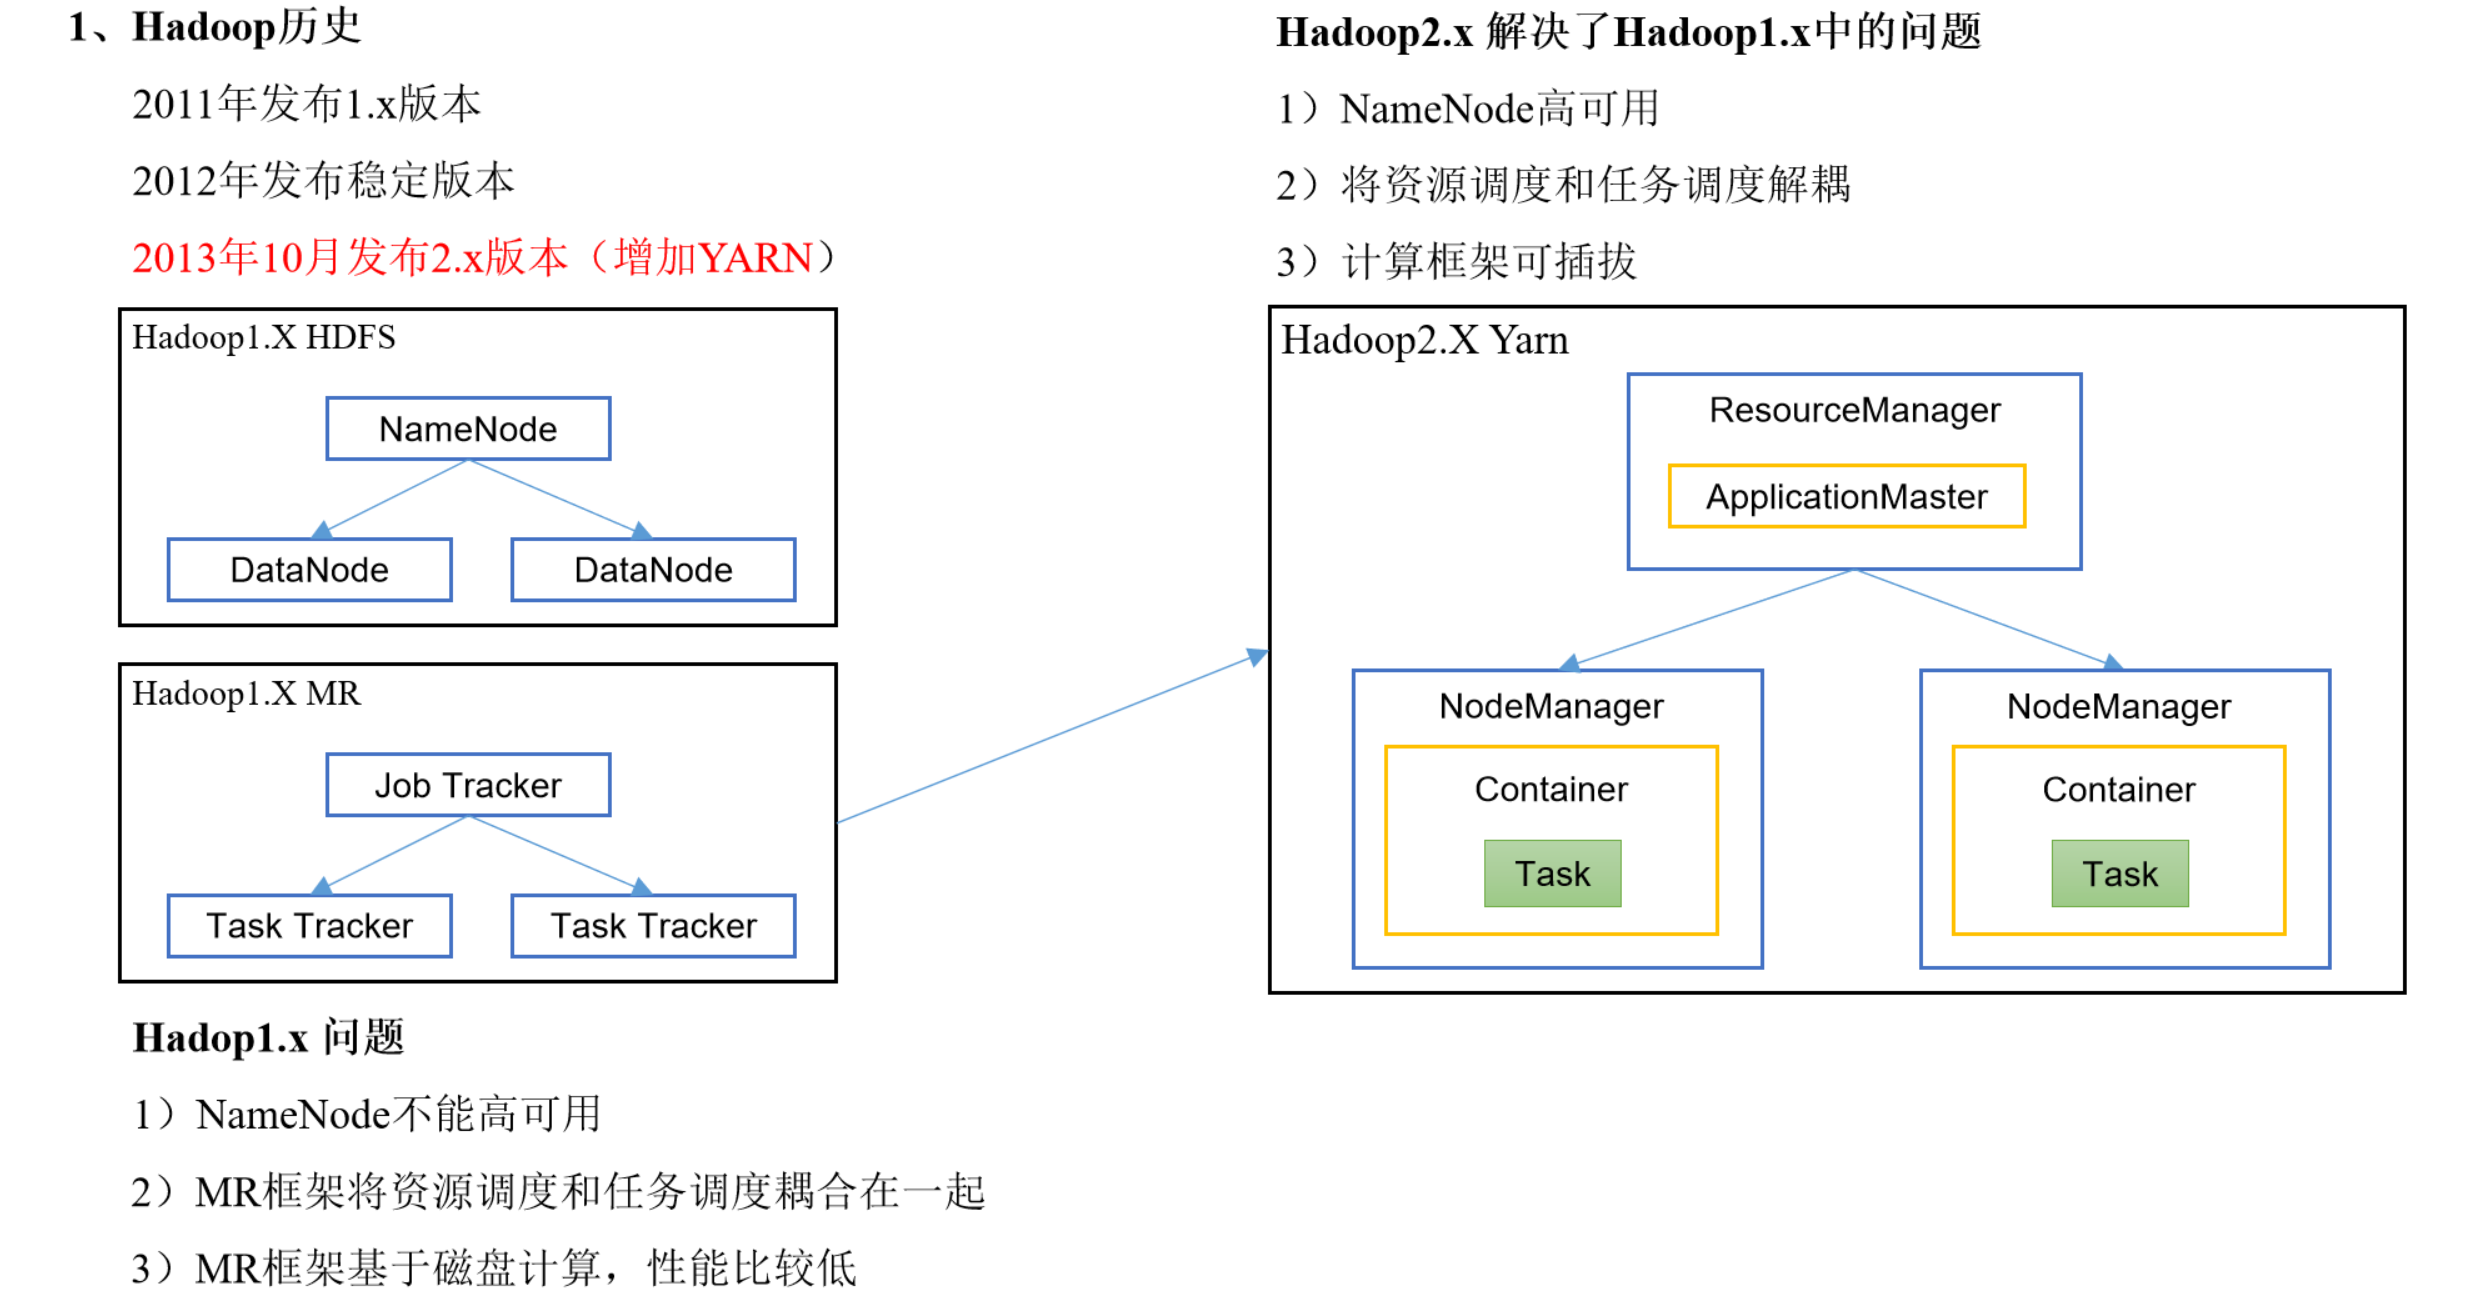 1、Hadoop历史
2011年发布1.x版本
2012年发布稳定版本
2013年10月发布2.x版本（增加YARN）
Hadoop1.X HDFS
NameNode
DataNode
DataNode
Hadoop1.X MR
Job Tracker
Task Tracker
Task Tracker
Hadop1.x 问题
1）NameNode不能高可用
2）MR框架将资源调度和任务调度耦合在一起
3）MR框架基于磁盘计算，性能比较低
Hadoop2.x 解决了Hadoop1.x中的问题
1）NameNode高可用
2）将资源调度和任务调度解耦
3）计算框架可插拔
Hadoop2.X Yarn
ResourceManager
ApplicationMaster
NodeManager
Container
Task
NodeManager
Container
Task